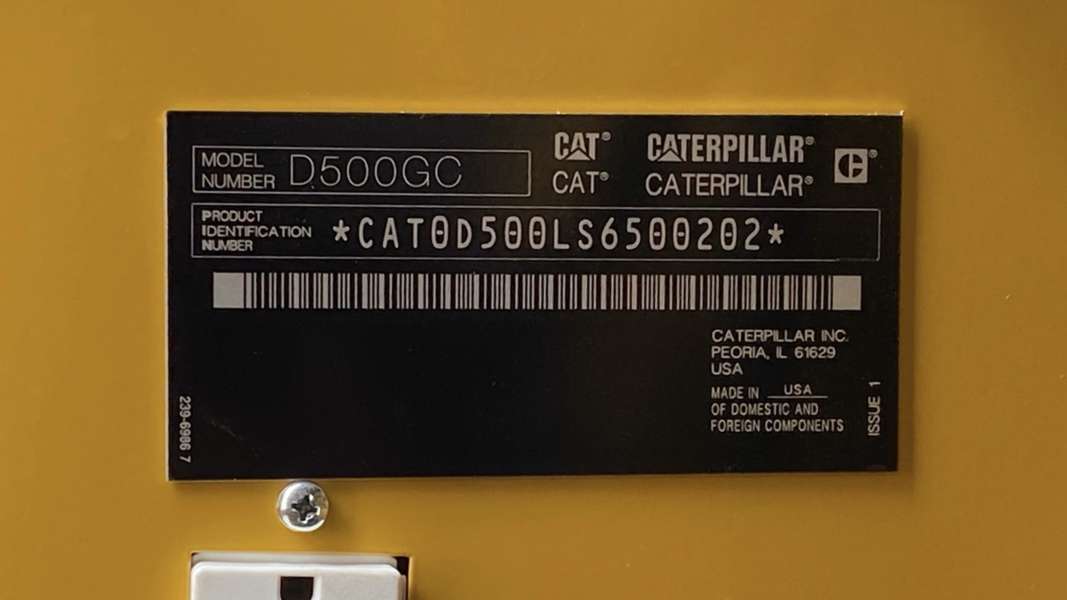 MODEL NUMBER D500GC
CAT® CATERPILLAR®
CAT® CATERPILLAR®
PRODUCT IDENTIFICATION NUMBER *CAT0D500LS6500202*
CATERPILLAR INC.
PEORIA, IL 61629
USA
MADE IN USA
OF DOMESTIC AND
FOREIGN COMPONENTS
ISSUE 1
239-6986 7